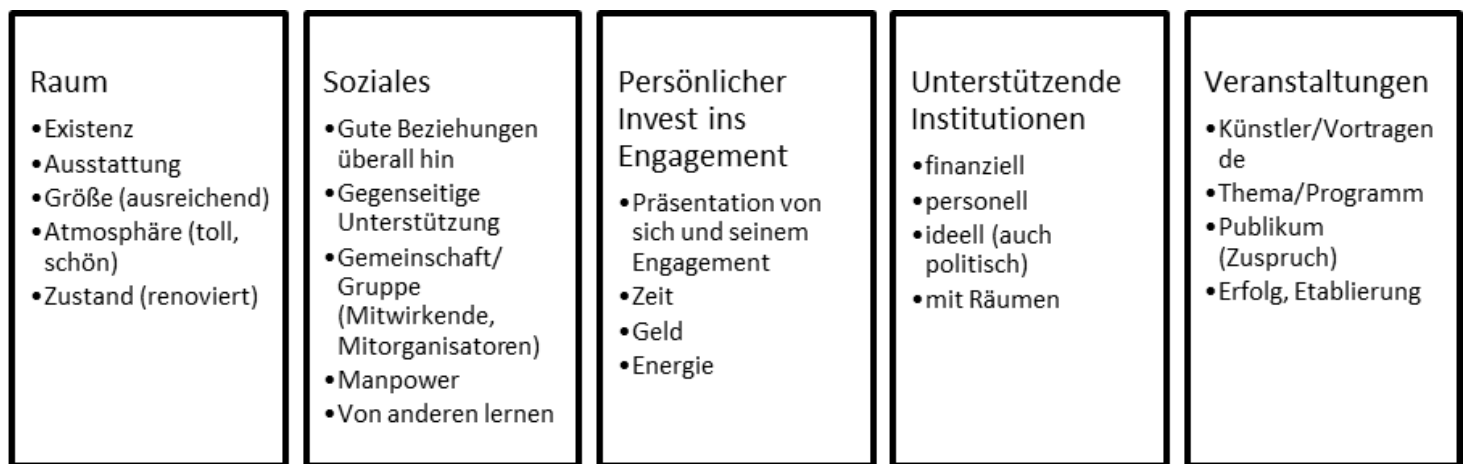 Raum
•Existenz
•Ausstattung
•Größe (ausreichend)
•Atmosphäre (toll,
schön)
•Zustand (renoviert)
Soziales
•Gute Beziehungen
überall hin
•Gegenseitige
Unterstützung
•Gemeinschaft/
Gruppe
(Mitwirkende,
Mitorganisatoren)
•Manpower
•Von anderen lernen
Persönlicher
Invest ins
Engagement
•Präsentation von
sich und seinem
Engagement
•Zeit
•Geld
•Energie
Unterstützende
Institutionen
•finanziell
•personell
•ideell (auch
politisch)
•mit Räumen
Veranstaltungen
•Künstler/Vortragen
de
•Thema/Programm
•Publikum
(Zuspruch)
•Erfolg, Etablierung